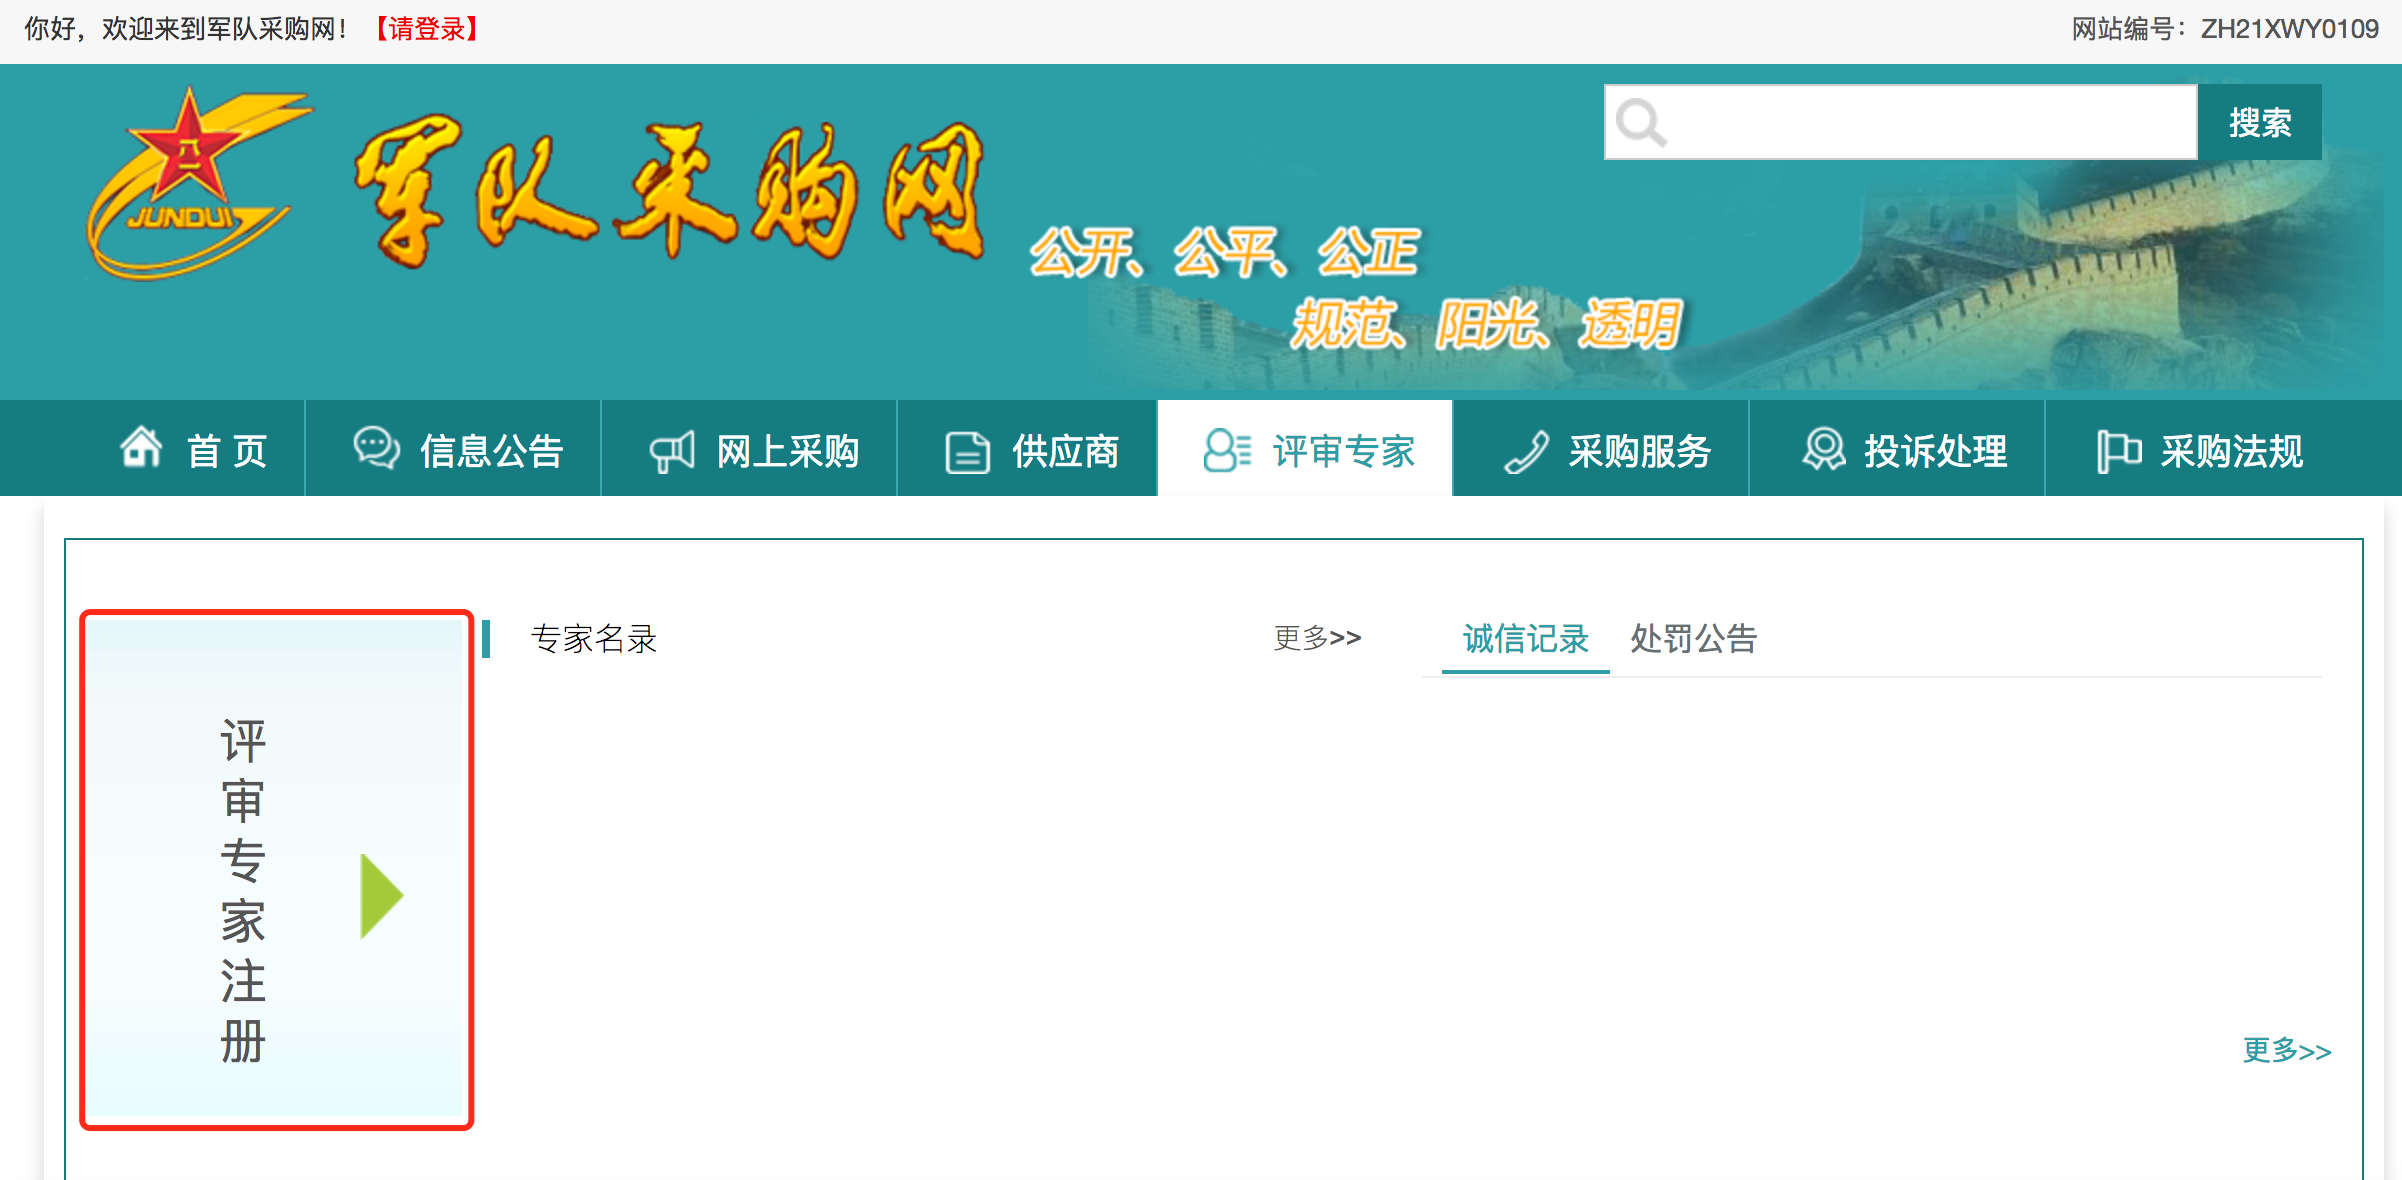 你好，欢迎来到军队采购网！【请登录】
网站编号：ZH21XWY0109
八一
JUNDUI
军队采购网
公开、公平、公正
规范、阳光、透明
搜索
首 页
信息公告
网上采购
供应商
评审专家
采购服务
投诉处理
采购法规
评
审
专
家
注
册
专家名录
更多>>
诚信记录
处罚公告
更多>>